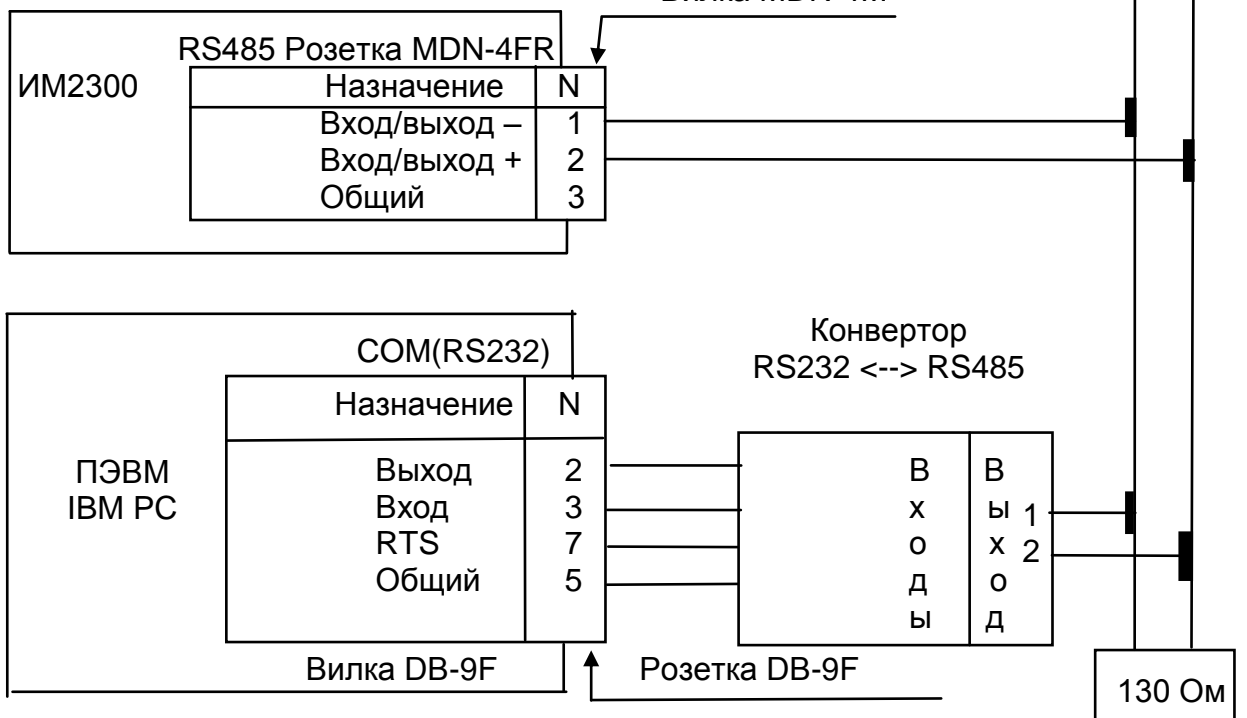 RS485 Розетка MDN-4FR
ИМ2300
Назначение N
Вход/выход – 1
Вход/выход + 2
Общий 3
Конвертор
RS232 <--> RS485
COM(RS232)
Назначение N
ПЭВМ
IBM PC
Выход 2
Вход 3
RTS 7
Общий 5
Входы
Выход
1
2
Вилка DB-9F
Розетка DB-9F
130 Ом